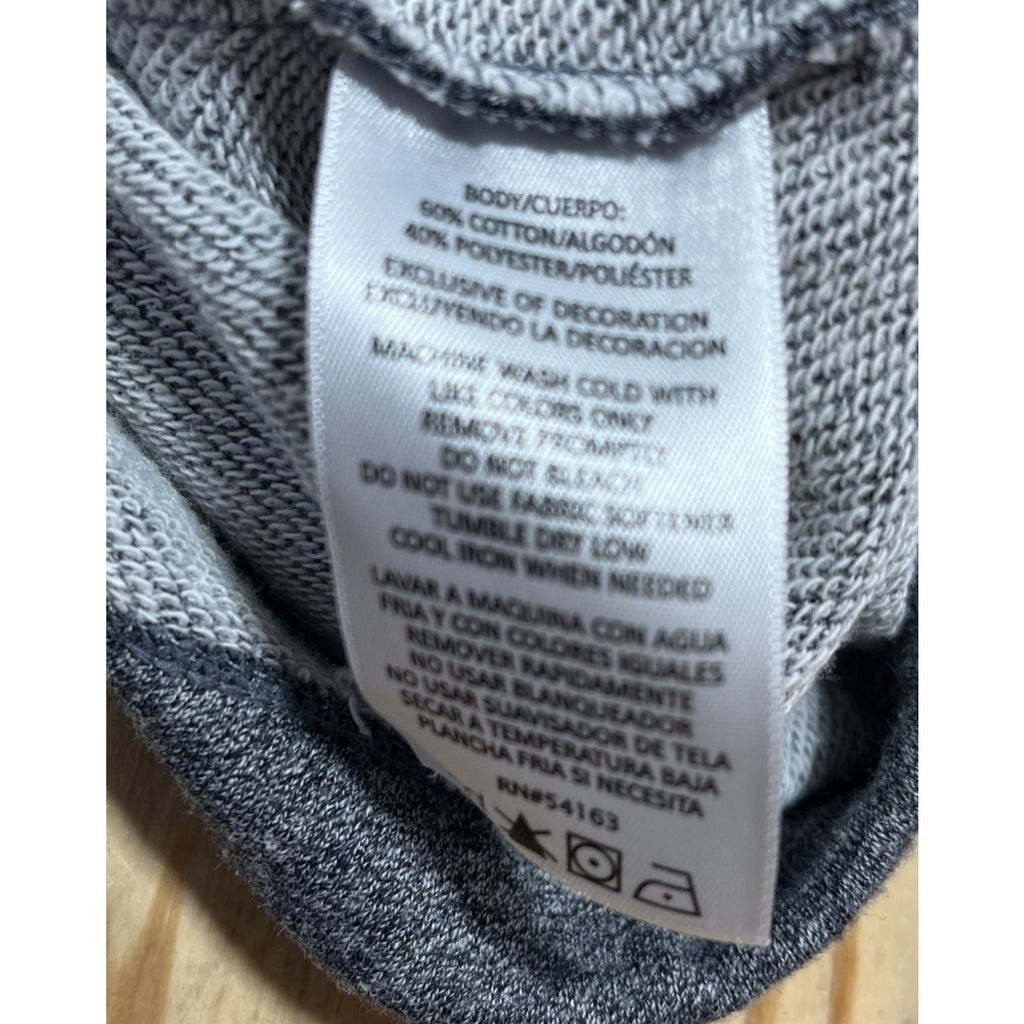 BODY/CUERPO:
60% COTTON/ALGODÓN
40% POLYESTER/POLIÉSTER
EXCLUSIVE OF DECORATION
EXCLUYENDO LA DECORACION
MACHINE WASH COLD WITH
LIKE COLORS ONLY
REMOVE PROMPTLY
DO NOT BLEACH
DO NOT USE FABRIC SOFTENER
TUMBLE DRY LOW
COOL IRON WHEN NEEDED
LAVAR A MAQUINA CON AGUA
FRIA Y CON COLORES IGUALES
REMOVER RAPIDAMENTE
NO USAR BLANQUEADOR
NO USAR SUAVISADOR DE TELA
SECAR A TEMPERATURA BAJA
PLANCHA FRIA SI NECESITA
RN#54163